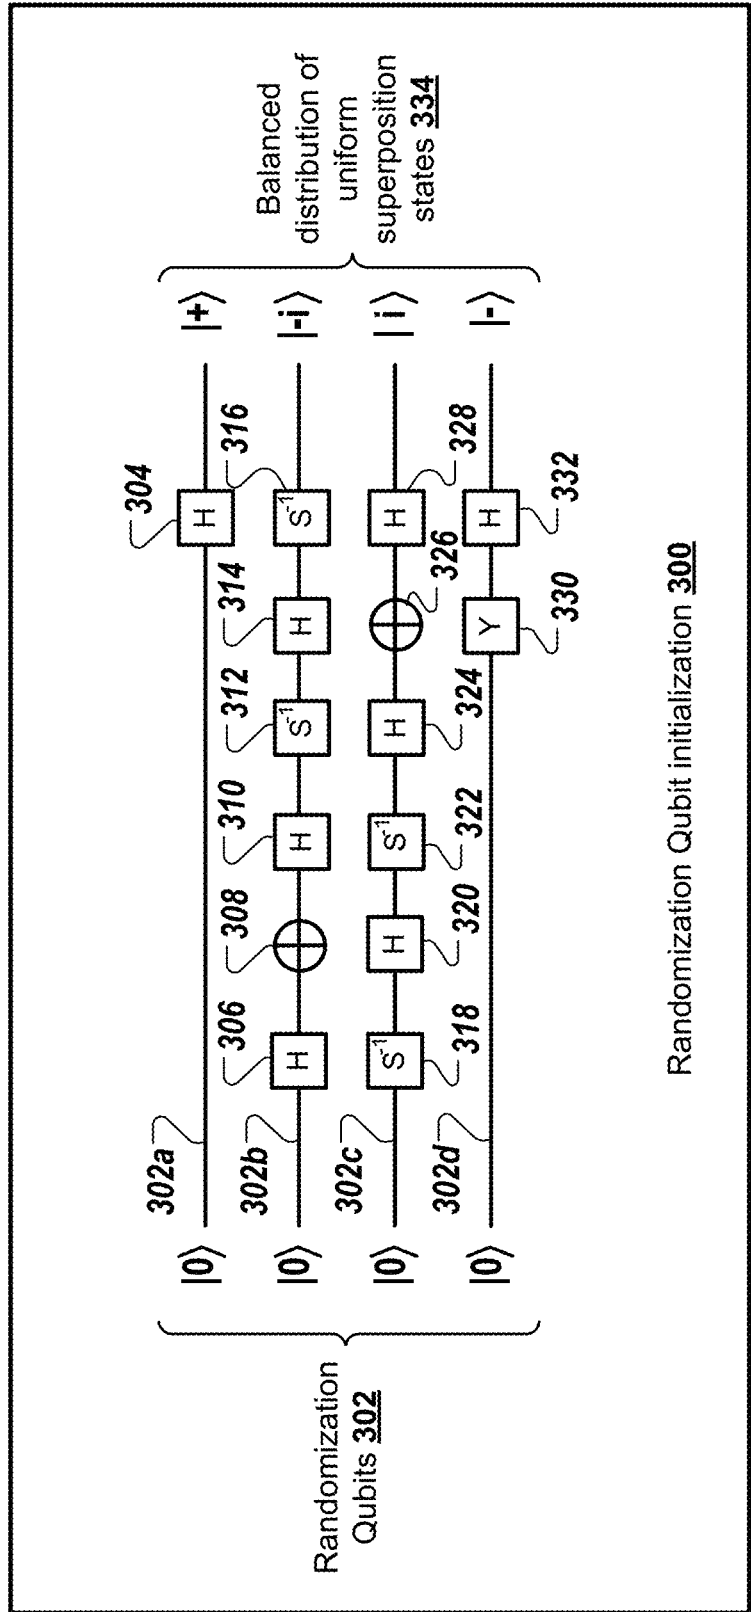 Randomization
Qubits 302
|0⟩ 302a 304 H |+⟩
|0⟩ 302b 306 H 308 310 H 312 S⁻¹ 314 H 316 S⁻¹ |-i⟩
|0⟩ 302c 318 S⁻¹ 320 H 322 S⁻¹ 324 H 326 328 H |i⟩
|0⟩ 302d 330 Y 332 H |-⟩
Balanced
distribution of
uniform
superposition
states 334
Randomization Qubit initialization 300